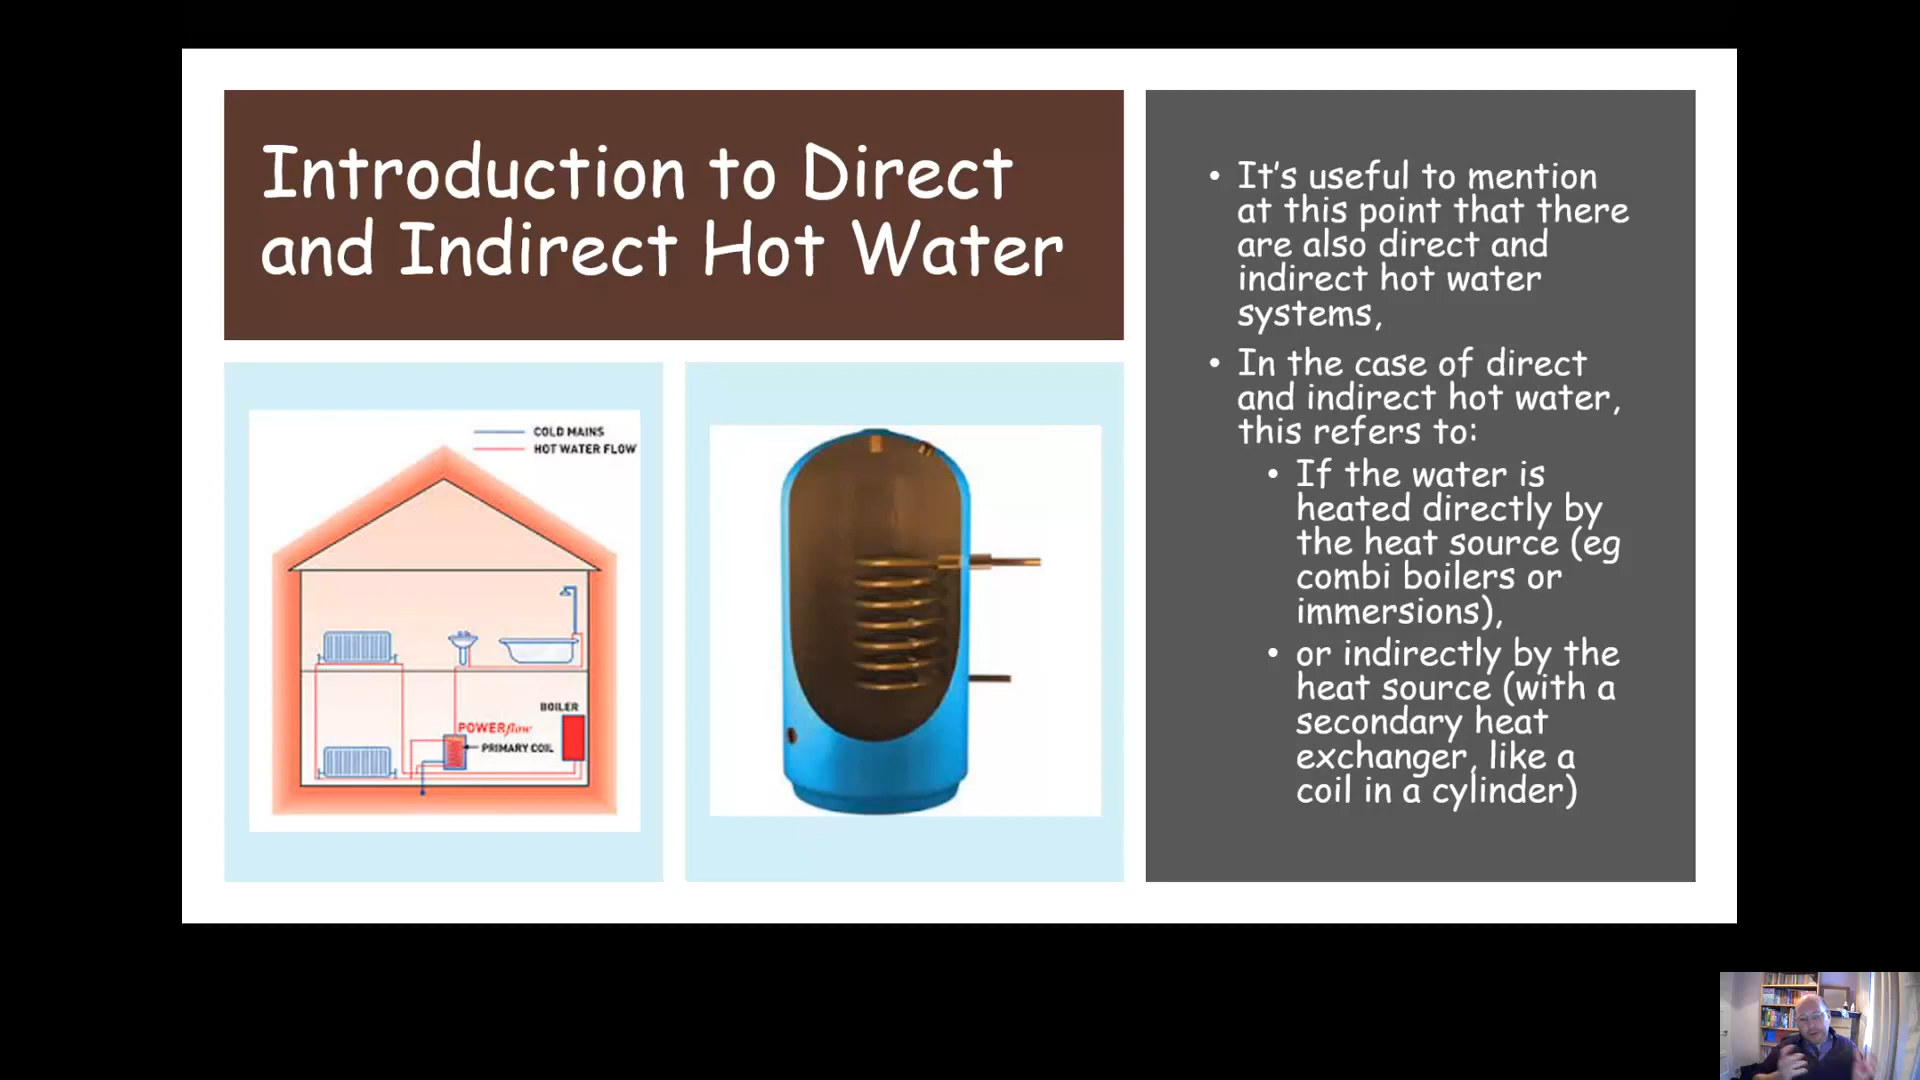 Introduction to Direct
and Indirect Hot Water
COLD MAINS
HOT WATER FLOW
BOILER
POWERflow
PRIMARY COIL
• It's useful to mention
at this point that there
are also direct and
indirect hot water
systems,
• In the case of direct
and indirect hot water,
this refers to:
• If the water is
heated directly by
the heat source (eg
combi boilers or
immersions),
• or indirectly by the
heat source (with a
secondary heat
exchanger, like a
coil in a cylinder)